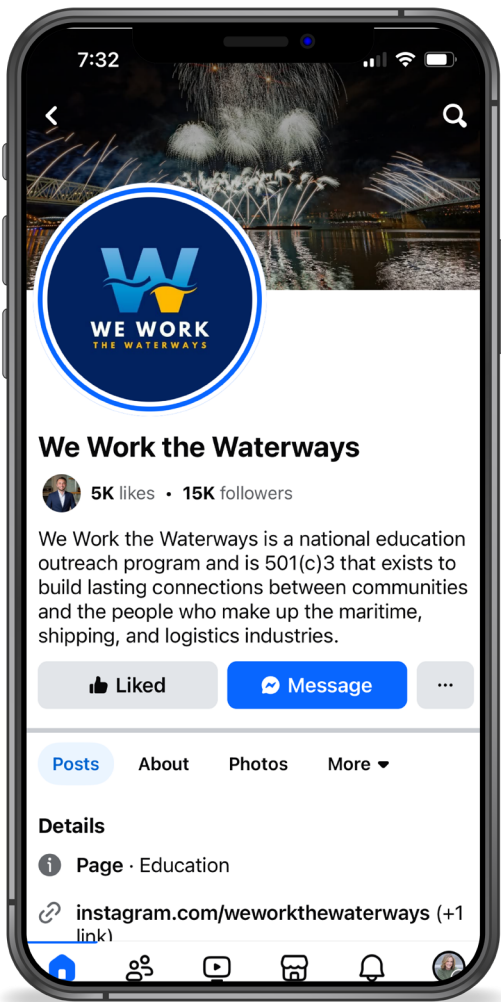 7:32
WE WORK
THE WATERWAYS
We Work the Waterways
5K likes • 15K followers
We Work the Waterways is a national education
outreach program and is 501(c)3 that exists to
build lasting connections between communities
and the people who make up the maritime,
shipping, and logistics industries.
Liked
Message
Posts
About
Photos
More
Details
Page · Education
instagram.com/weworkthewaterways (+1
link)